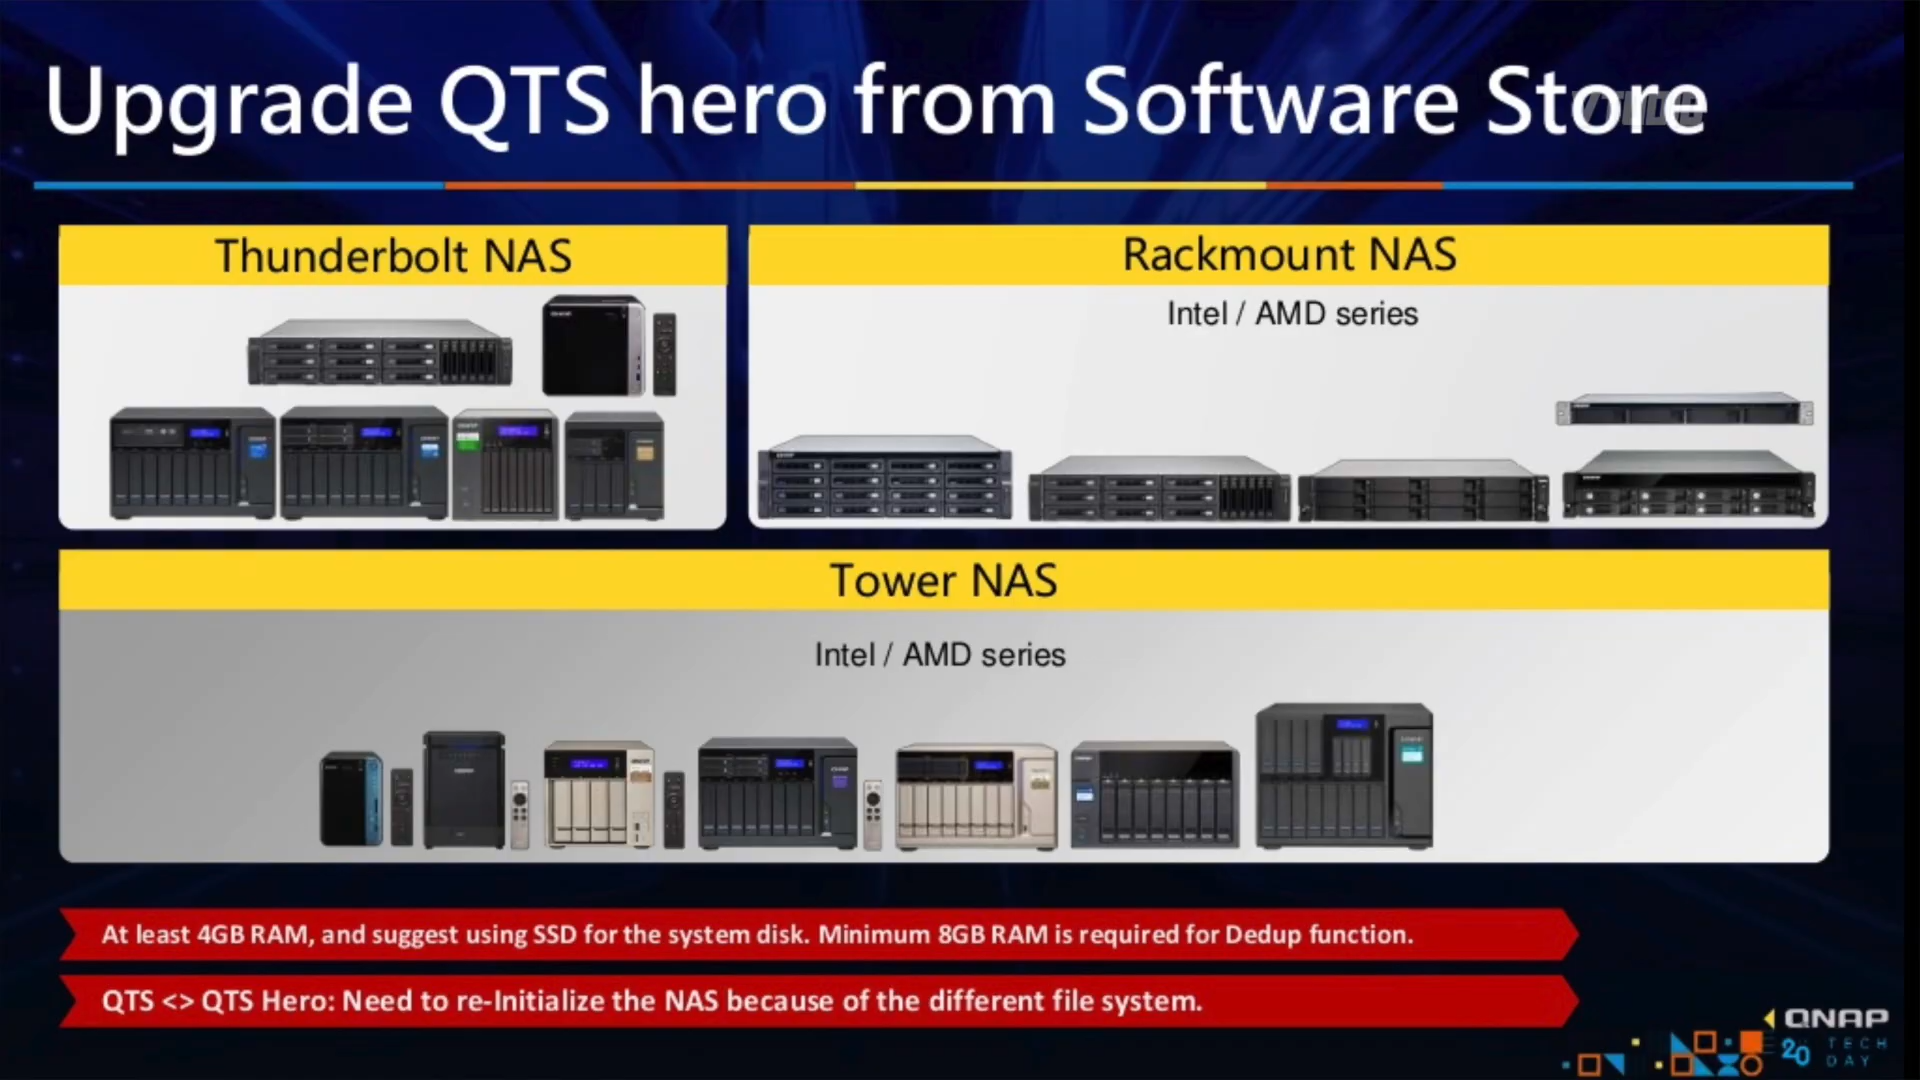 Upgrade QTS hero from Software Store
Thunderbolt NAS
Rackmount NAS
Intel / AMD series
Tower NAS
Intel / AMD series
At least 4GB RAM, and suggest using SSD for the system disk. Minimum 8GB RAM is required for Dedup function.
QTS <> QTS Hero: Need to re-Initialize the NAS because of the different file system.
QNAP
20 TECH
DAY